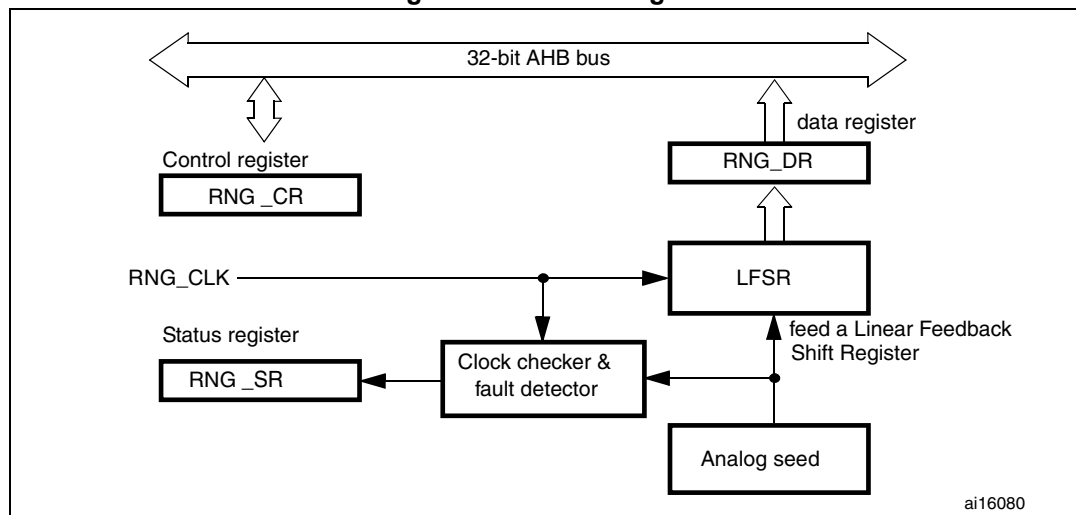 32-bit AHB bus
data register
Control register
RNG_DR
RNG _CR
RNG_CLK
LFSR
feed a Linear Feedback
Shift Register
Status register
Clock checker &
fault detector
RNG _SR
Analog seed
ai16080